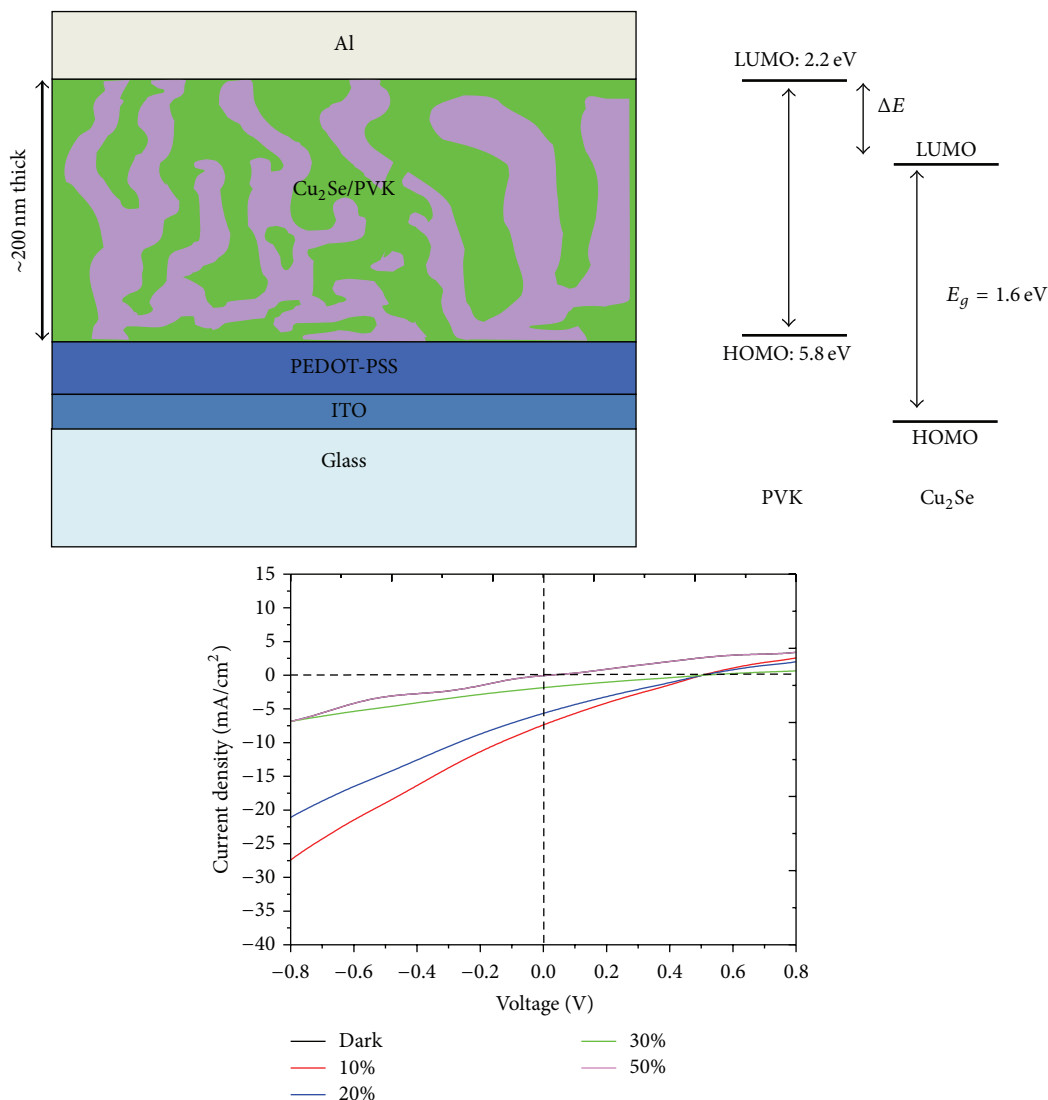 Al
~200 nm thick
Cu₂Se/PVK
PEDOT-PSS
ITO
Glass
LUMO: 2.2 eV
ΔE
LUMO
E_g = 1.6 eV
HOMO: 5.8 eV
HOMO
PVK
Cu₂Se
Current density (mA/cm²)
15
10
5
0
−5
−10
−15
−20
−25
−30
−35
−40
−0.8
−0.6
−0.4
−0.2
0.0
0.2
0.4
0.6
0.8
Voltage (V)
Dark
10%
20%
30%
50%